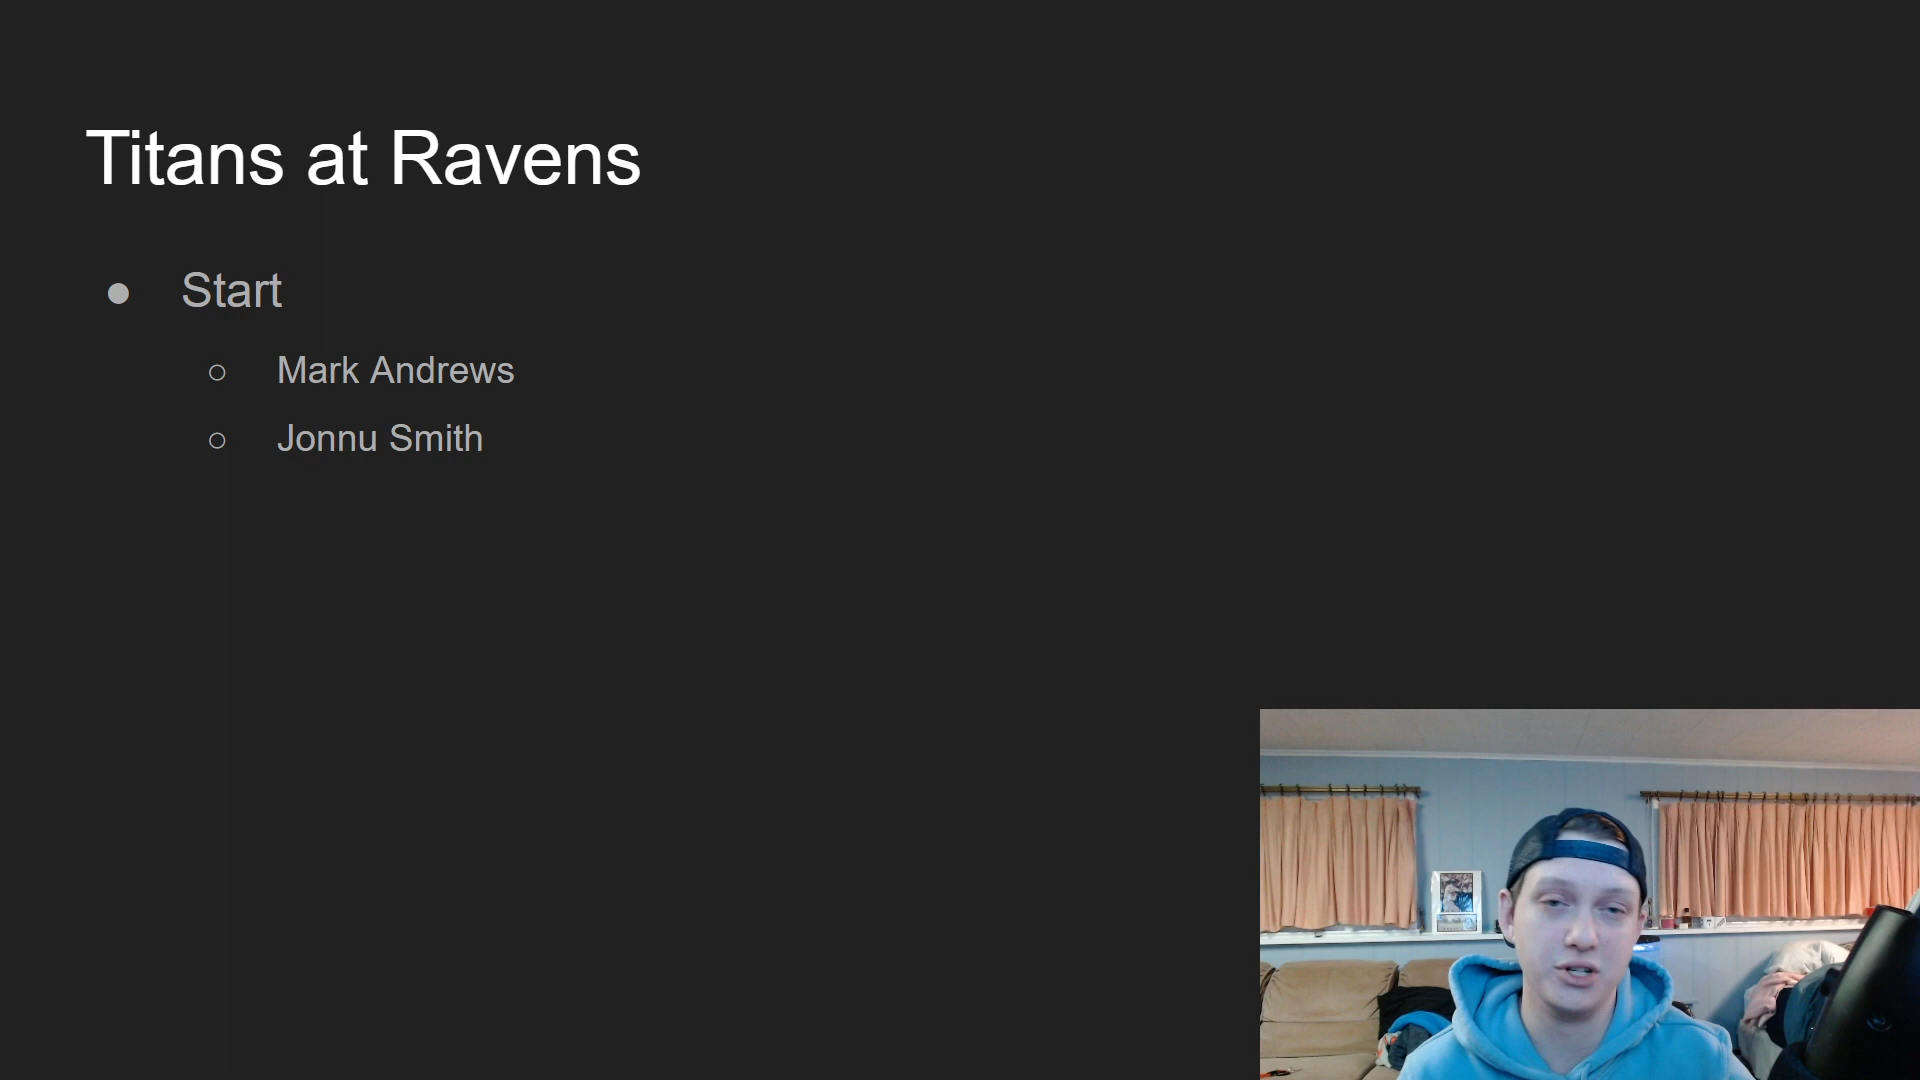 Titans at Ravens
● Start
○ Mark Andrews
○ Jonnu Smith